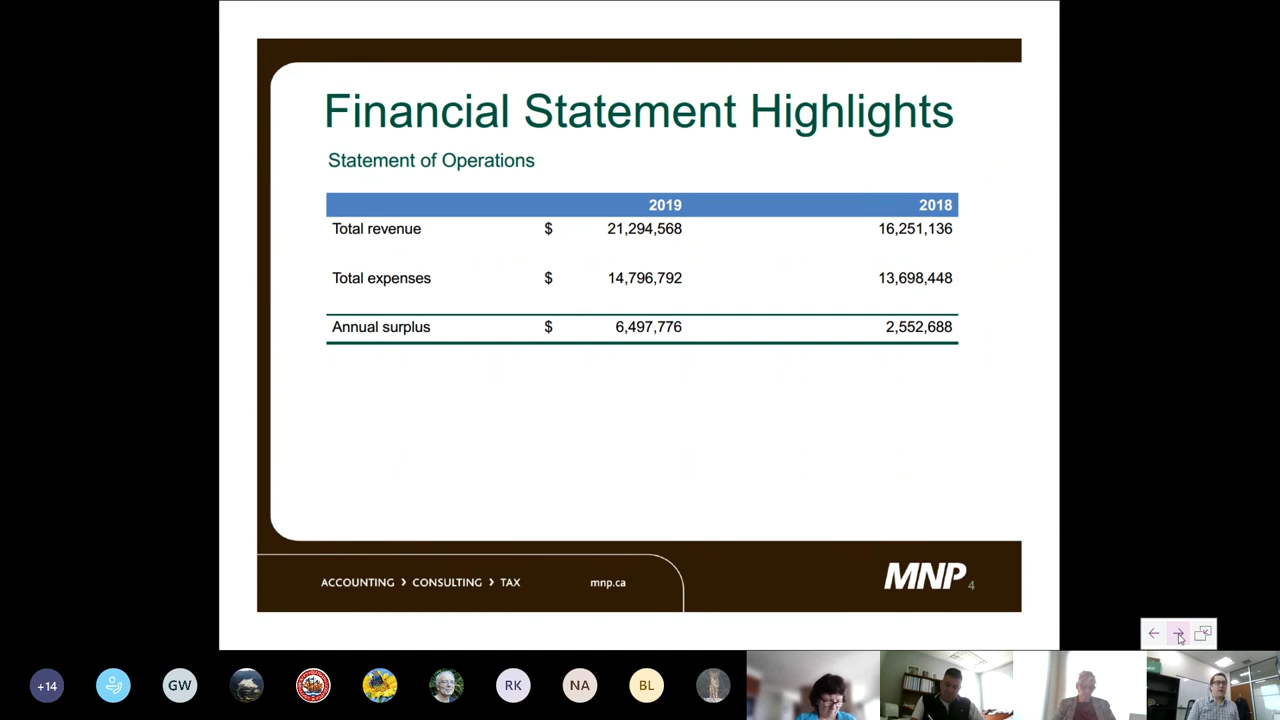 Financial Statement Highlights
Statement of Operations
2019 2018
Total revenue $ 21,294,568 16,251,136
Total expenses $ 14,796,792 13,698,448
Annual surplus $ 6,497,776 2,552,688
ACCOUNTING › CONSULTING › TAX mnp.ca MNP 4
+14 GW RK NA BL